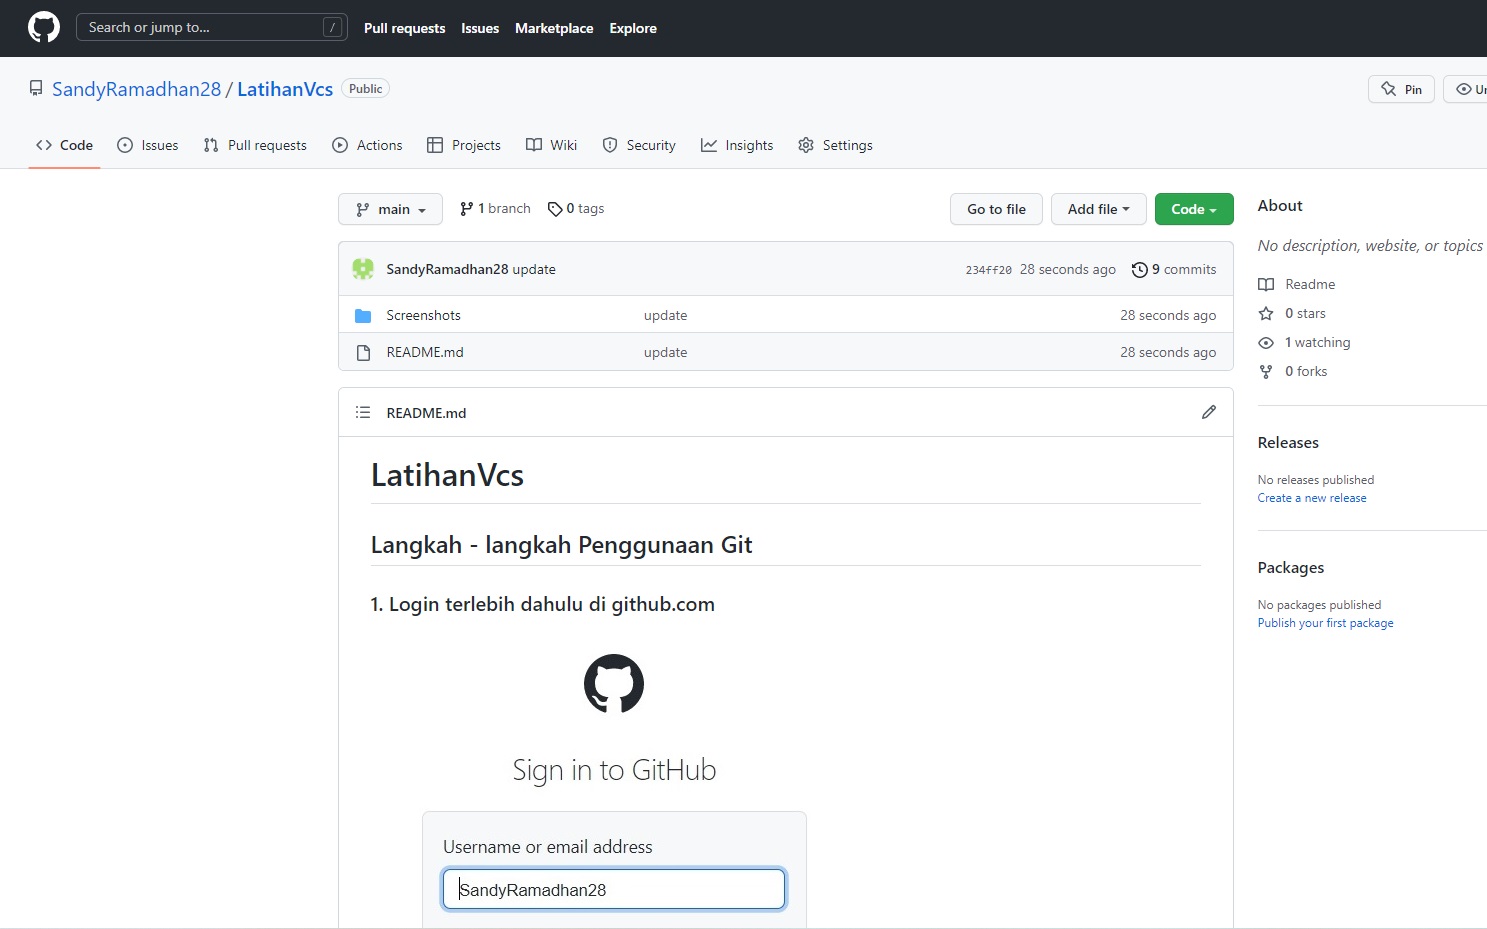 Search or jump to... /
Pull requests Issues Marketplace Explore
SandyRamadhan28 / LatihanVcs Public
Pin
Un
Code Issues Pull requests Actions Projects Wiki Security Insights Settings
main 1 branch 0 tags
Go to file Add file Code
SandyRamadhan28 update 234ff20 28 seconds ago 9 commits
Screenshots update 28 seconds ago
README.md update 28 seconds ago
README.md
LatihanVcs
Langkah - langkah Penggunaan Git
1. Login terlebih dahulu di github.com
Sign in to GitHub
Username or email address
SandyRamadhan28
About
No description, website, or topics
Readme
0 stars
1 watching
0 forks
Releases
No releases published
Create a new release
Packages
No packages published
Publish your first package